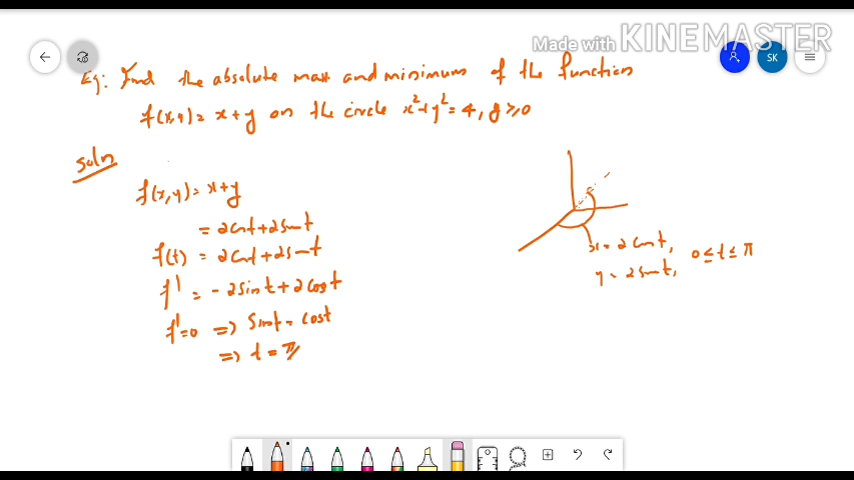 Made with KINEMASTER
SK
Eg: Find the absolute max and minimum of the function
f(x,y) = x+y on the circle x²+y²=4, y≥0
Soln
f(x,y) = x+y
= 2cost+2sint
f(t) = 2cost+2sint
f' = -2sint+2cost
f'=0 => sint = cost
=> t = π/
x = 2cost,
y = 2sint,
0 ≤ t ≤ π